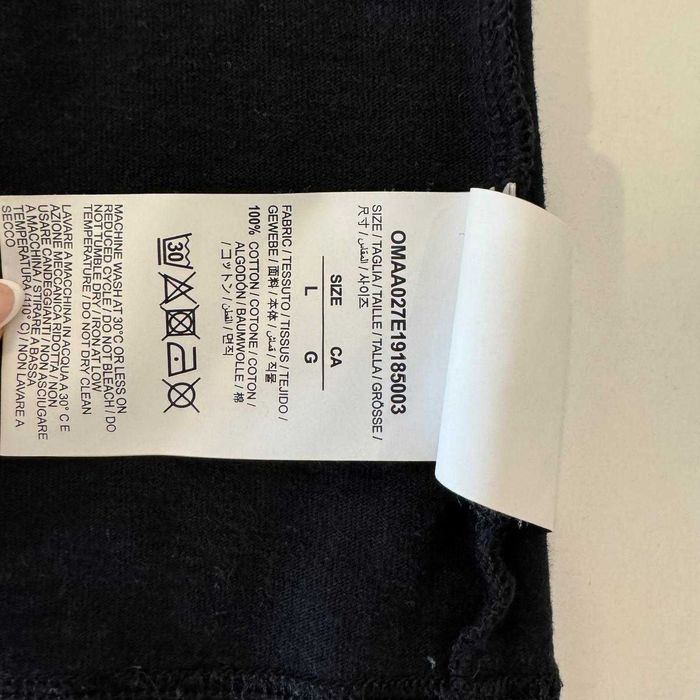 OMAA027E19185003
SIZE / TAGLIA / TAILLE / TALLA / GRÖSSE /
尺寸 / المقاس / 사이즈
SIZE CA
L G
FABRIC / TESSUTO / TISSUS / TEJIDO /
GEWEBE / 面料 / 本体 / قماش / 직물
100% COTTON / COTONE / COTON /
ALGODÓN / BAUMWOLLE / 棉
/ コットン / القطن / 면직
30
MACHINE WASH AT 30°C OR LESS ON
REDUCED CYCLE / DO NOT BLEACH / DO
NOT TUMBLE DRY / IRON AT LOW
TEMPERATURE / DO NOT DRY CLEAN
LAVARE A MACCHINA IN ACQUA A 30° C E
AZIONE MECCANICA RIDOTTA / NON
USARE CANDEGGIANTI / NON ASCIUGARE
A MACCHINA / STIRARE A BASSA
TEMPERATURA (110°C) / NON LAVARE A
SECCO